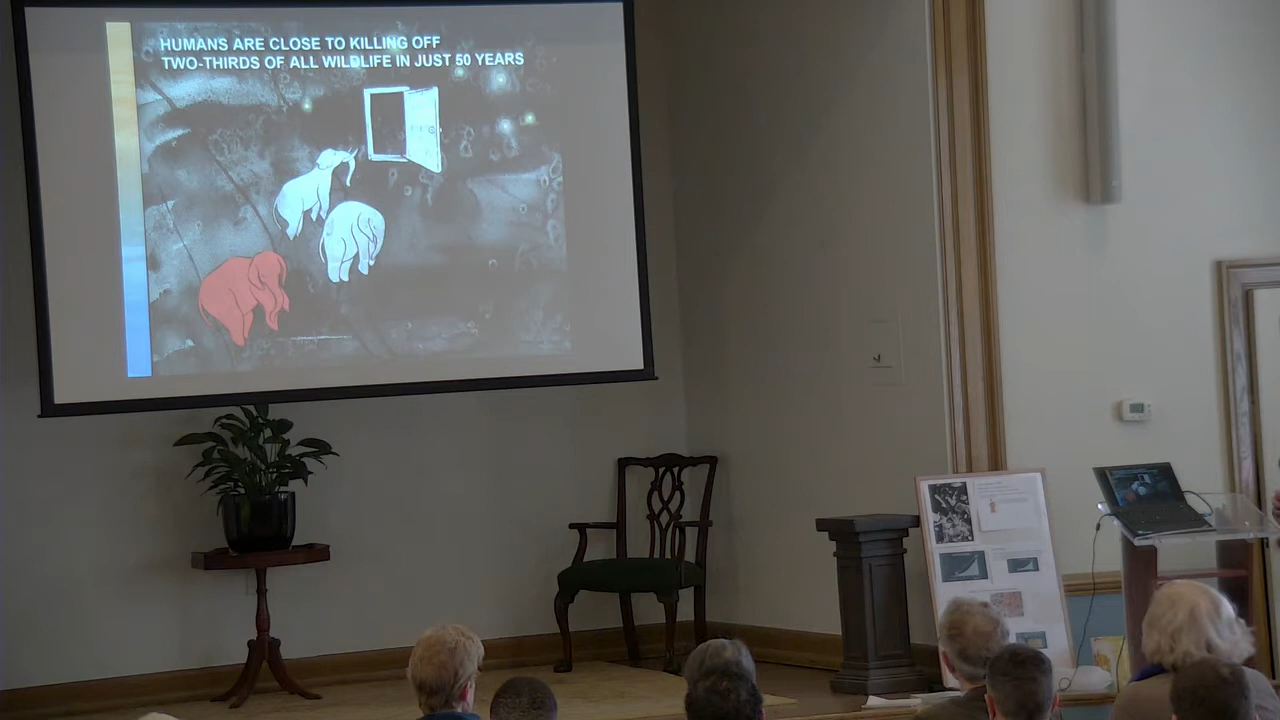 HUMANS ARE CLOSE TO KILLING OFF
TWO-THIRDS OF ALL WILDLIFE IN JUST 50 YEARS